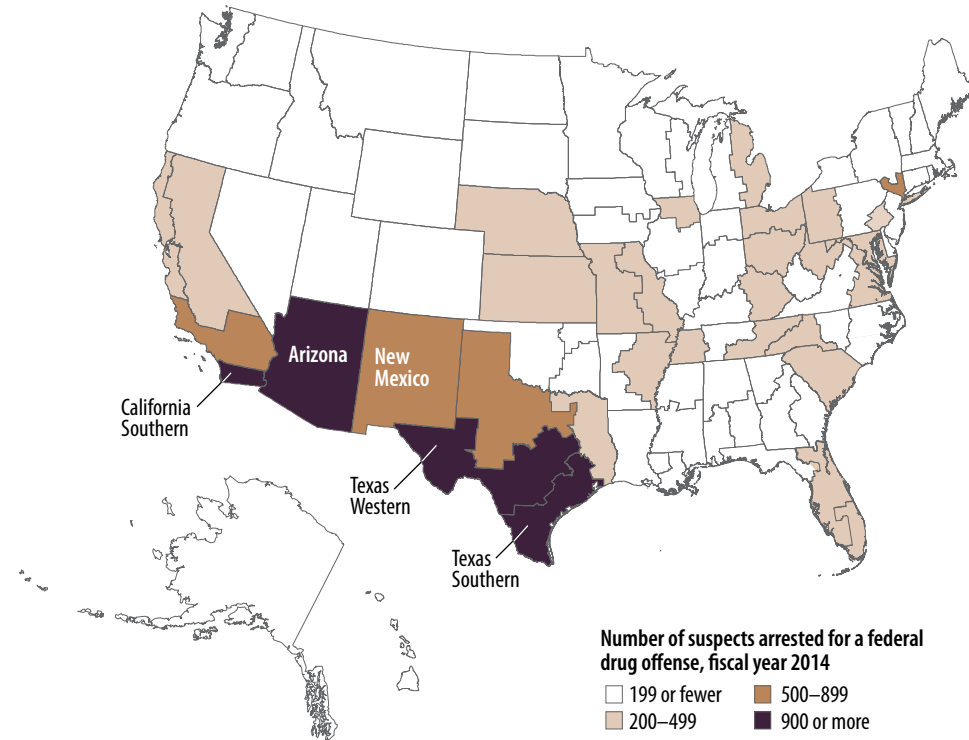 Arizona
New
Mexico
California
Southern
Texas
Western
Texas
Southern
Number of suspects arrested for a federal
drug offense, fiscal year 2014
199 or fewer
500–899
200–499
900 or more